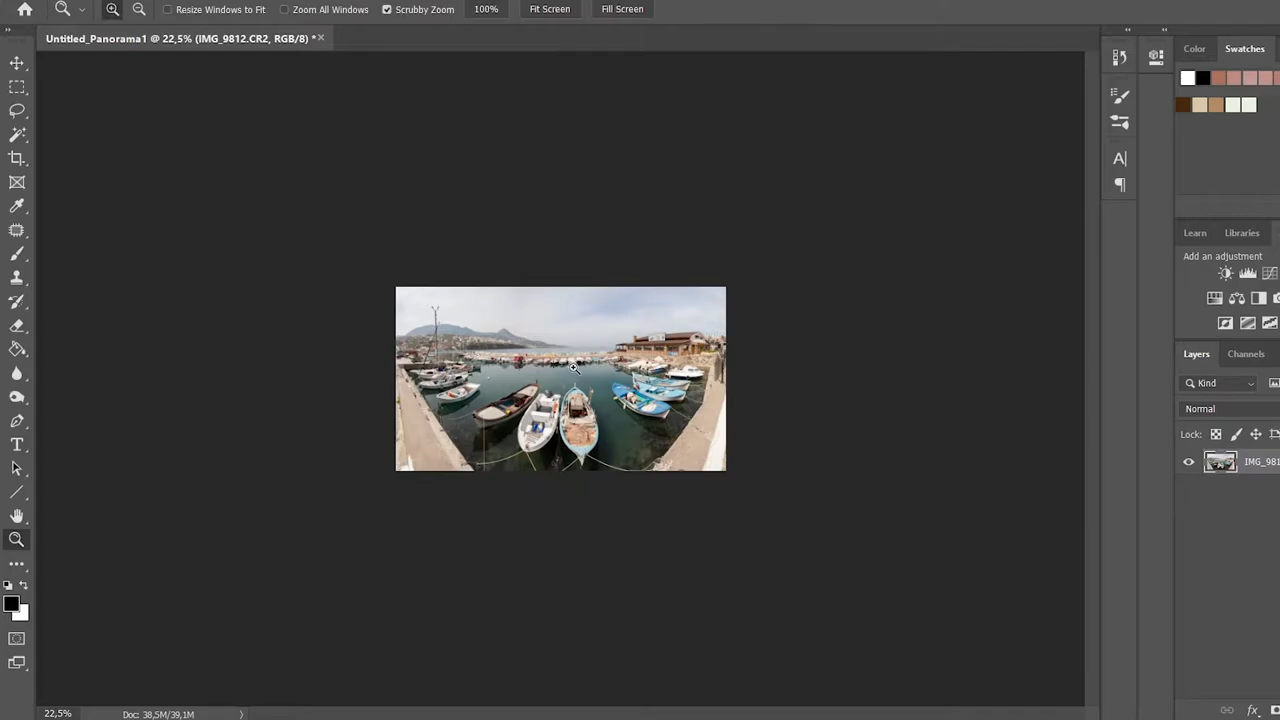 Resize Windows to Fit
Zoom All Windows
Scrubby Zoom
100%
Fit Screen
Fill Screen
Untitled_Panorama1 @ 22,5% (IMG_9812.CR2, RGB/8) *
Color
Swatches
Learn
Libraries
Add an adjustment
Layers
Channels
Kind
Normal
Lock:
IMG_981
22,5%
Doc: 38,5M/39,1M